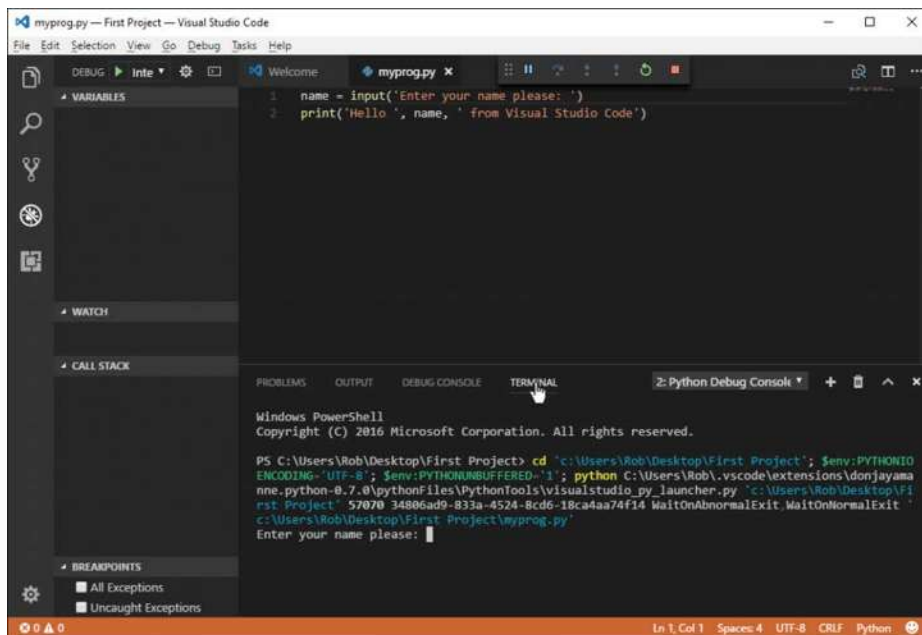 myprog.py — First Project — Visual Studio Code
File Edit Selection View Go Debug Tasks Help
DEBUG Inte
Welcome
myprog.py
VARIABLES
1 name = input('Enter your name please: ')
2 print('Hello ', name, ' from Visual Studio Code')
WATCH
CALL STACK
PROBLEMS OUTPUT DEBUG CONSOLE TERMINAL 2: Python Debug Console
Windows PowerShell
Copyright (C) 2016 Microsoft Corporation. All rights reserved.
PS C:\Users\Rob\Desktop\First Project> cd 'c:\Users\Rob\Desktop\First Project'; $env:PYTHONIO
ENCODING='UTF-8'; $env:PYTHONUNBUFFERED='1'; python C:\Users\Rob\.vscode\extensions\donjayama
nne.python-0.7.0\pythonFiles\PythonTools\visualstudio_py_launcher.py 'c:\Users\Rob\Desktop\Fi
rst Project' 57070 34806ad9-833a-4524-8cd6-18ca4aa74f14 WaitOnAbnormalExit,WaitOnNormalExit '
c:\Users\Rob\Desktop\First Project\myprog.py'
Enter your name please:
BREAKPOINTS
All Exceptions
Uncaught Exceptions
0 0 Ln 1, Col 1 Spaces: 4 UTF-8 CRLF Python